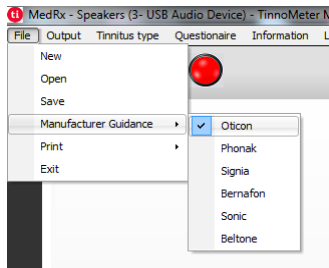 ti MedRx - Speakers (3- USB Audio Device) - TinnoMeter
File Output Tinnitus type Questionaire Information
New
Open
Save
Manufacturer Guidance
Print
Exit
Oticon
Phonak
Signia
Bernafon
Sonic
Beltone